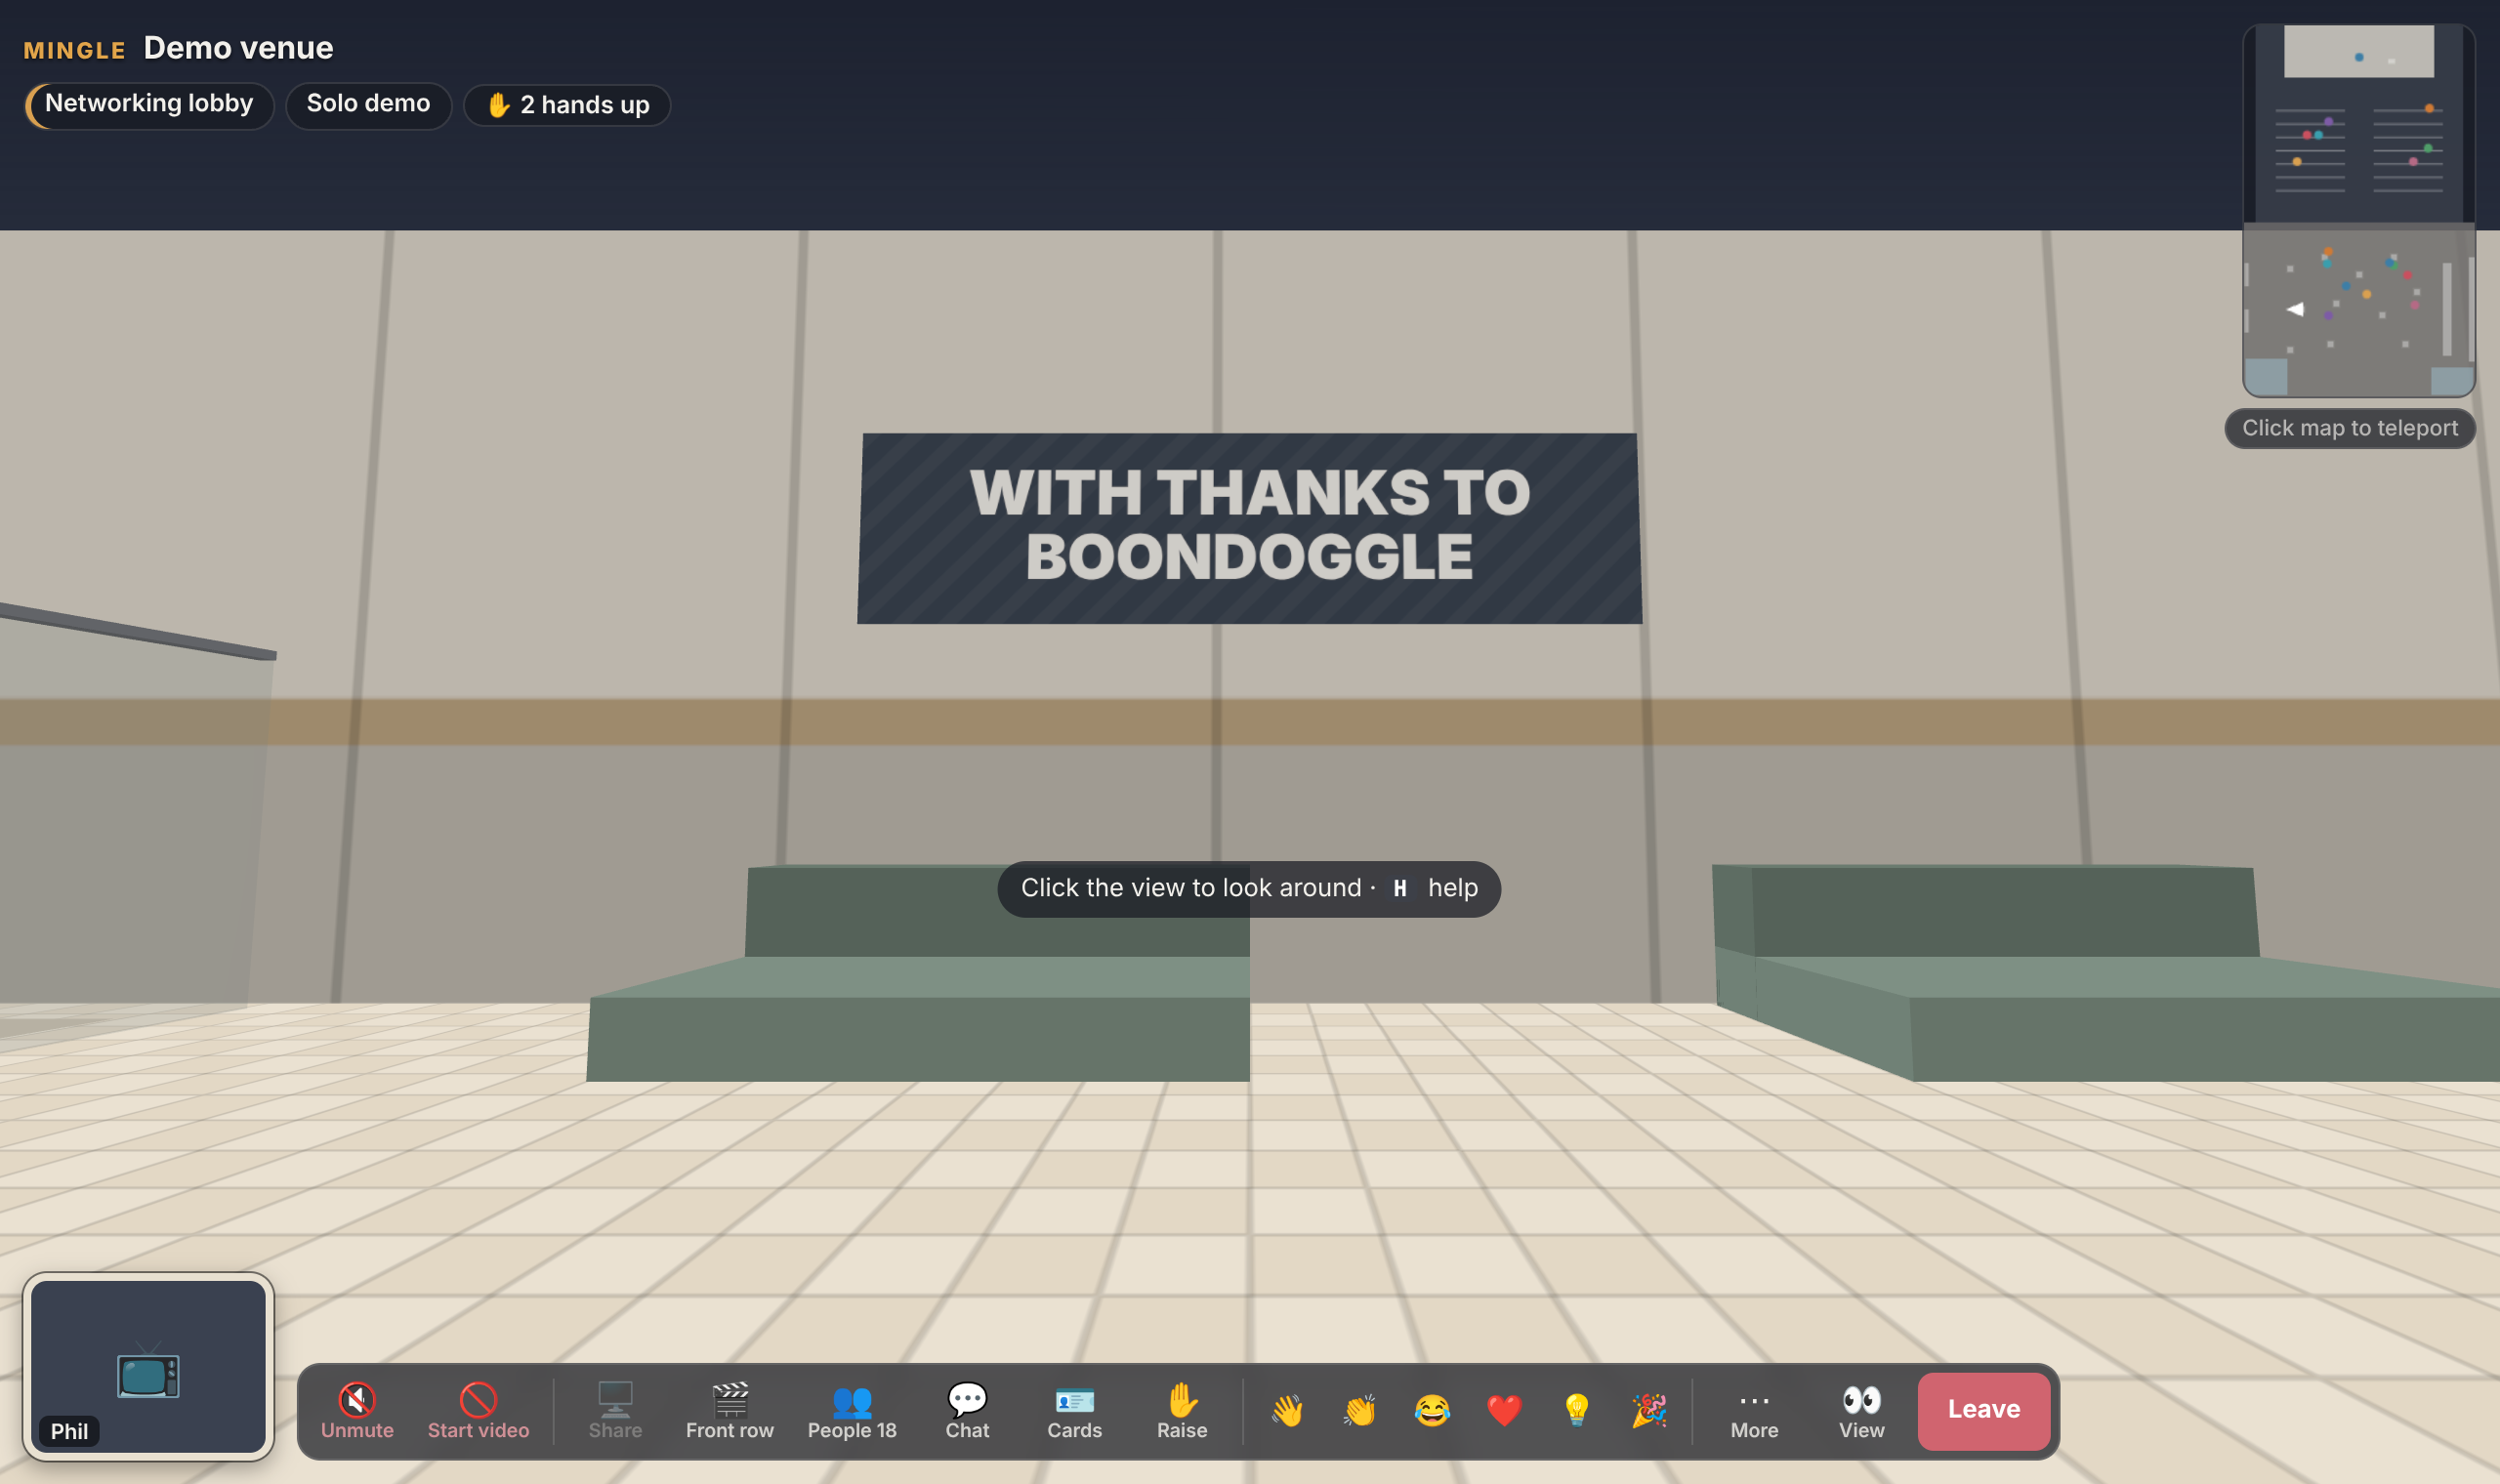 MINGLE Demo venue
Networking lobby
Solo demo
✋ 2 hands up
Click map to teleport
WITH THANKS TO
BOONDOGGLE
Click the view to look around · H help
Phil
Unmute
Start video
Share
Front row
People 18
Chat
Cards
Raise
More
View
Leave